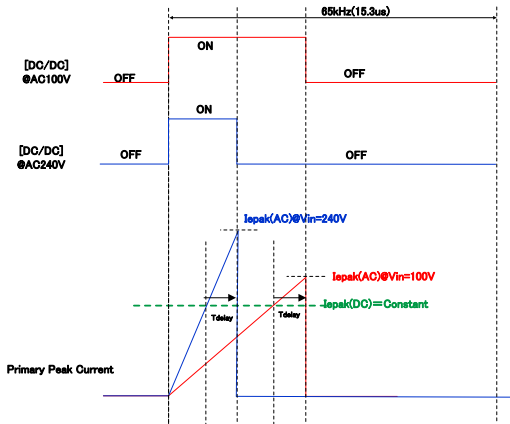 65kHz(15.3us)
[DC/DC]
@AC100V
OFF
ON
OFF
[DC/DC]
@AC240V
OFF
ON
OFF
Iepak(AC)@Vin=240V
Iepak(AC)@Vin=100V
Iepak(DC)=Constant
Tdelay
Tdelay
Primary Peak Current